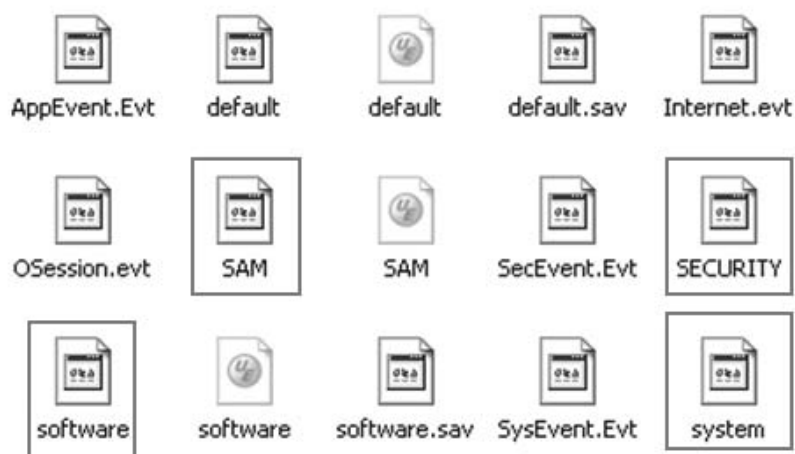 AppEvent.Evt default default default.sav Internet.evt
OSession.evt SAM SAM SecEvent.Evt SECURITY
software software software.sav SysEvent.Evt system